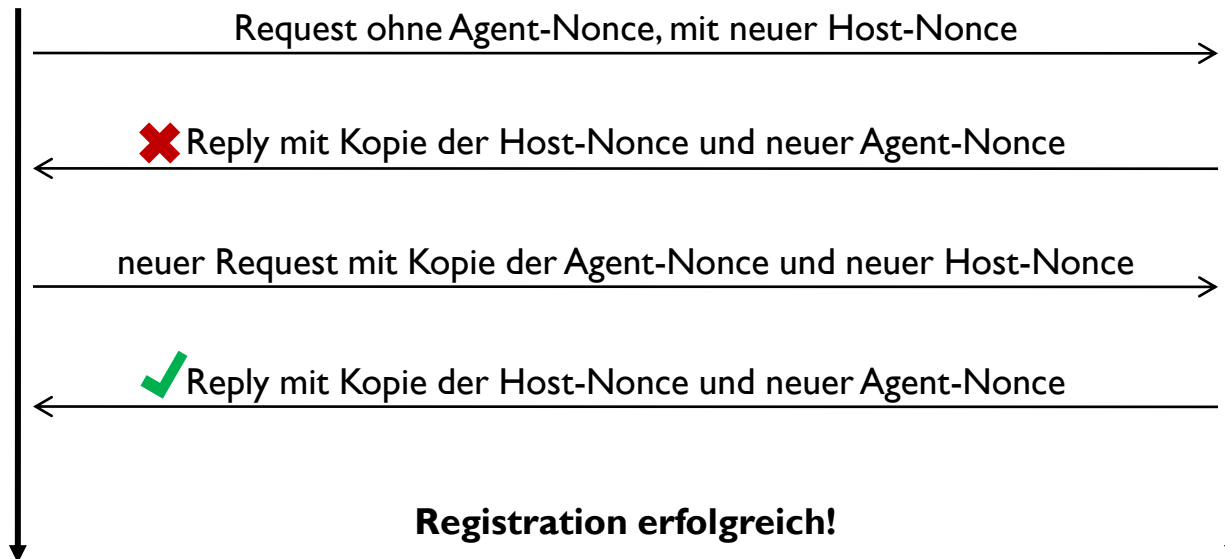 Request ohne Agent-Nonce, mit neuer Host-Nonce
Reply mit Kopie der Host-Nonce und neuer Agent-Nonce
neuer Request mit Kopie der Agent-Nonce und neuer Host-Nonce
Reply mit Kopie der Host-Nonce und neuer Agent-Nonce
Registration erfolgreich!